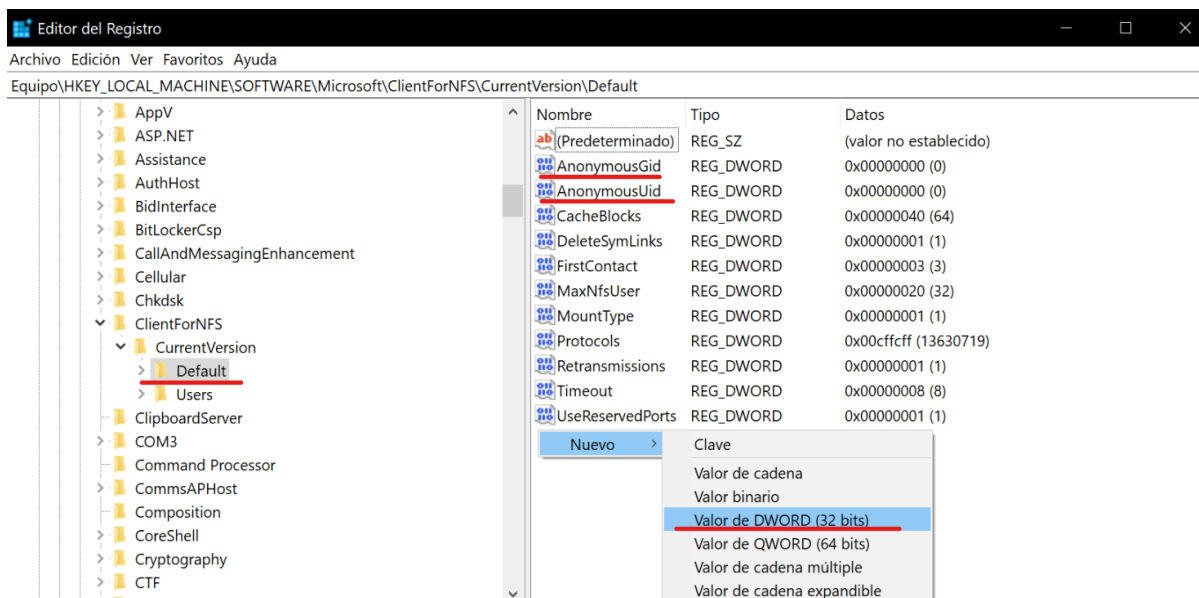 Editor del Registro
Archivo Edición Ver Favoritos Ayuda
Equipo\HKEY_LOCAL_MACHINE\SOFTWARE\Microsoft\ClientForNFS\CurrentVersion\Default
AppV
ASP.NET
Assistance
AuthHost
BidInterface
BitLockerCsp
CallAndMessagingEnhancement
Cellular
Chkdsk
ClientForNFS
CurrentVersion
Default
Users
ClipboardServer
COM3
Command Processor
CommsAPHost
Composition
CoreShell
Cryptography
CTF
Nombre Tipo Datos
(Predeterminado) REG_SZ (valor no establecido)
AnonymousGid REG_DWORD 0x00000000 (0)
AnonymousUid REG_DWORD 0x00000000 (0)
CacheBlocks REG_DWORD 0x00000040 (64)
DeleteSymLinks REG_DWORD 0x00000001 (1)
FirstContact REG_DWORD 0x00000003 (3)
MaxNfsUser REG_DWORD 0x00000020 (32)
MountType REG_DWORD 0x00000001 (1)
Protocols REG_DWORD 0x00cffcff (13630719)
Retransmissions REG_DWORD 0x00000001 (1)
Timeout REG_DWORD 0x00000008 (8)
UseReservedPorts REG_DWORD 0x00000001 (1)
Nuevo
Clave
Valor de cadena
Valor binario
Valor de DWORD (32 bits)
Valor de QWORD (64 bits)
Valor de cadena múltiple
Valor de cadena expandible